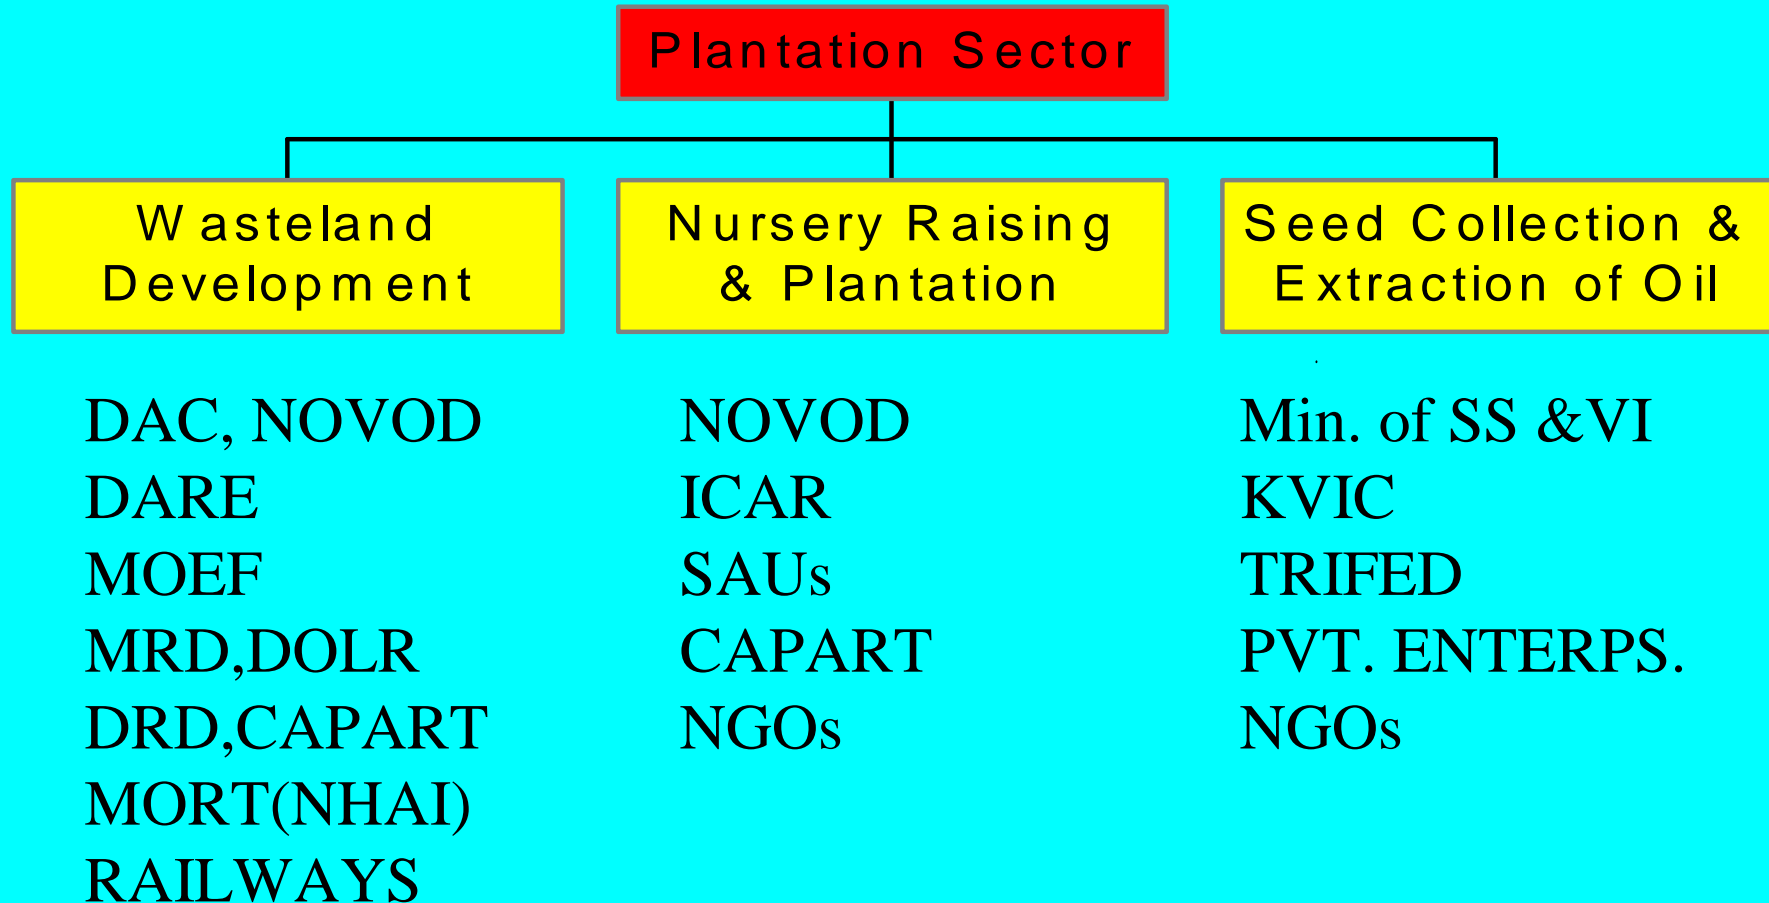 Plantation Sector
Wasteland
Development
Nursery Raising
& Plantation
Seed Collection &
Extraction of Oil
DAC, NOVOD
DARE
MOEF
MRD,DOLR
DRD,CAPART
MORT(NHAI)
RAILWAYS
NOVOD
ICAR
SAUs
CAPART
NGOs
Min. of SS &VI
KVIC
TRIFED
PVT. ENTERPS.
NGOs